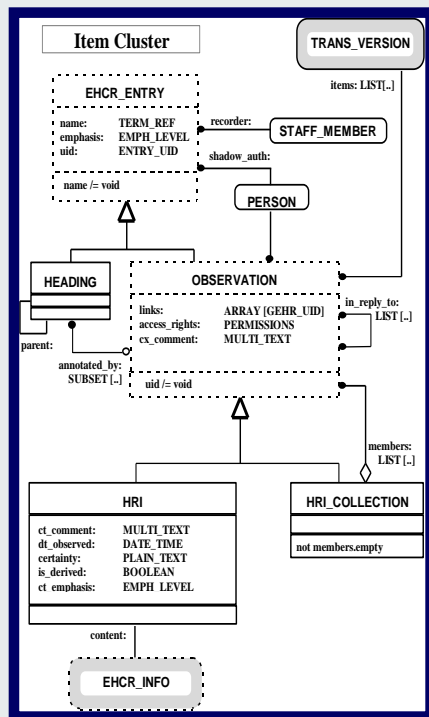 Item Cluster
TRANS_VERSION
items: LIST[..]
EHCR_ENTRY
name: TERM_REF
emphasis: EMPH_LEVEL
uid: ENTRY_UID
name /= void
recorder:
STAFF_MEMBER
shadow_auth:
PERSON
HEADING
parent:
annotated_by:
SUBSET [..]
OBSERVATION
links: ARRAY [GEHR_UID]
access_rights: PERMISSIONS
cx_comment: MULTI_TEXT
uid /= void
in_reply_to:
LIST [..]
members:
LIST [..]
HRI
ct_comment: MULTI_TEXT
dt_observed: DATE_TIME
certainty: PLAIN_TEXT
is_derived: BOOLEAN
ct_emphasis: EMPH_LEVEL
HRI_COLLECTION
not members.empty
content:
EHCR_INFO